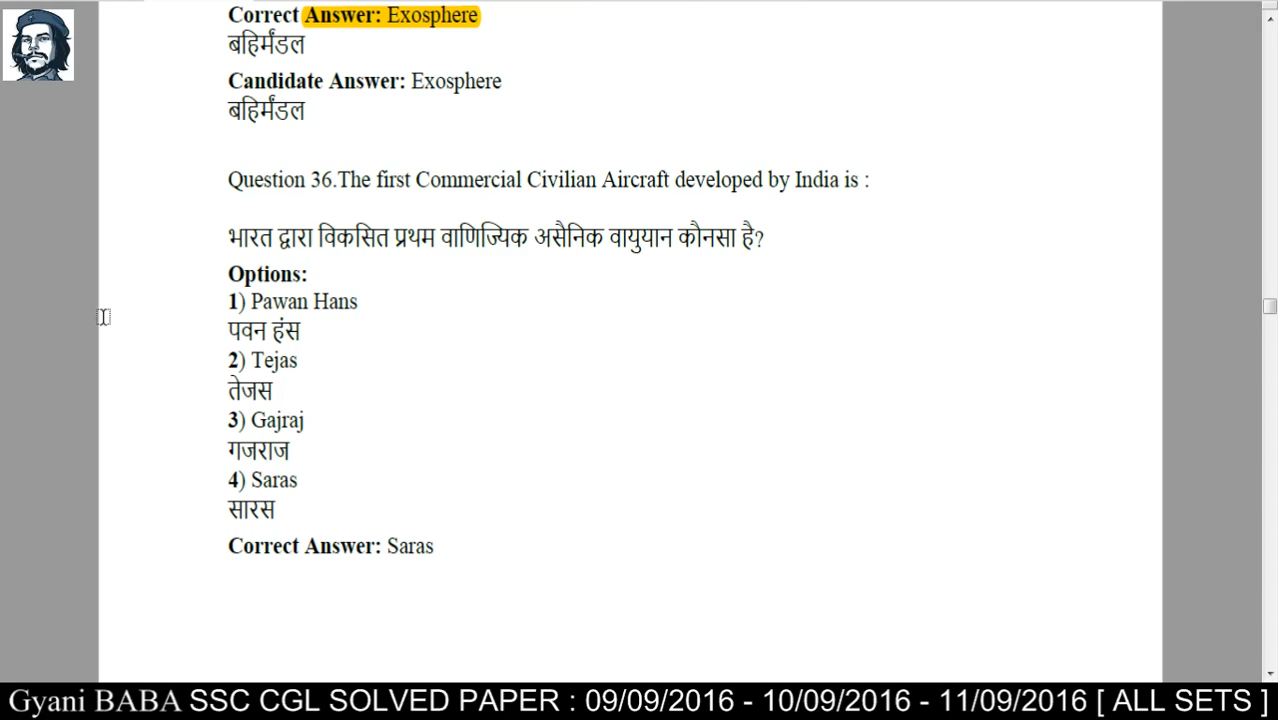 Correct Answer: Exosphere
बहिर्मंडल
Candidate Answer: Exosphere
बहिर्मंडल
Question 36.The first Commercial Civilian Aircraft developed by India is :
भारत द्वारा विकसित प्रथम वाणिज्यिक असैनिक वायुयान कौनसा है?
Options:
1) Pawan Hans
पवन हंस
2) Tejas
तेजस
3) Gajraj
गजराज
4) Saras
सारस
Correct Answer: Saras
Gyani BABA SSC CGL SOLVED PAPER : 09/09/2016 - 10/09/2016 - 11/09/2016 [ ALL SETS ]